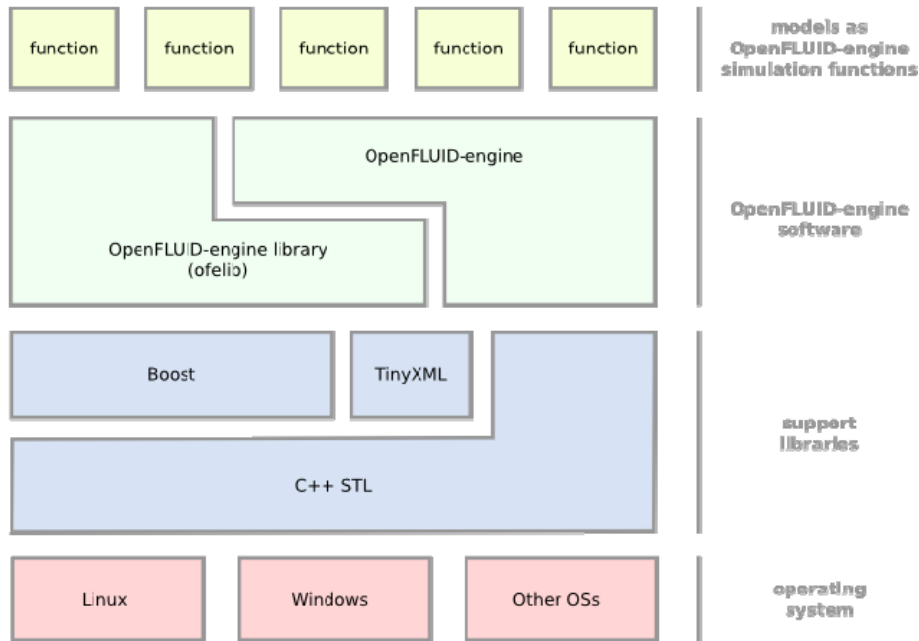 function
function
function
function
function
models as
OpenFLUID-engine
simulation functions
OpenFLUID-engine
OpenFLUID-engine library
(ofelib)
OpenFLUID-engine
software
Boost
TinyXML
C++ STL
support
libraries
Linux
Windows
Other OSs
operating
system